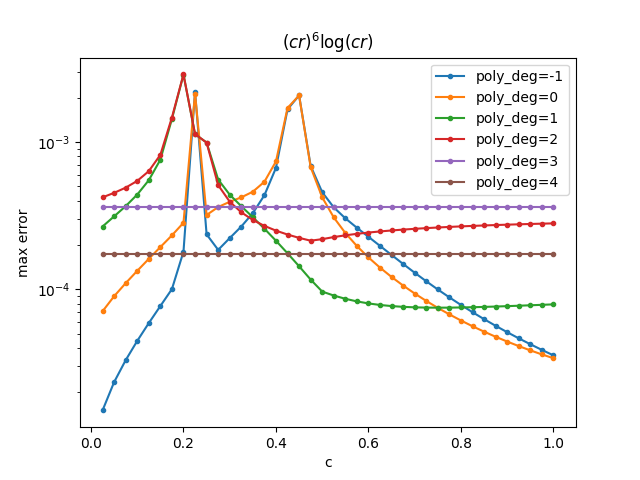 (cr)⁶log(cr)
poly_deg=-1
poly_deg=0
poly_deg=1
poly_deg=2
poly_deg=3
poly_deg=4
max error
10⁻³
10⁻⁴
0.0 0.2 0.4 0.6 0.8 1.0
c